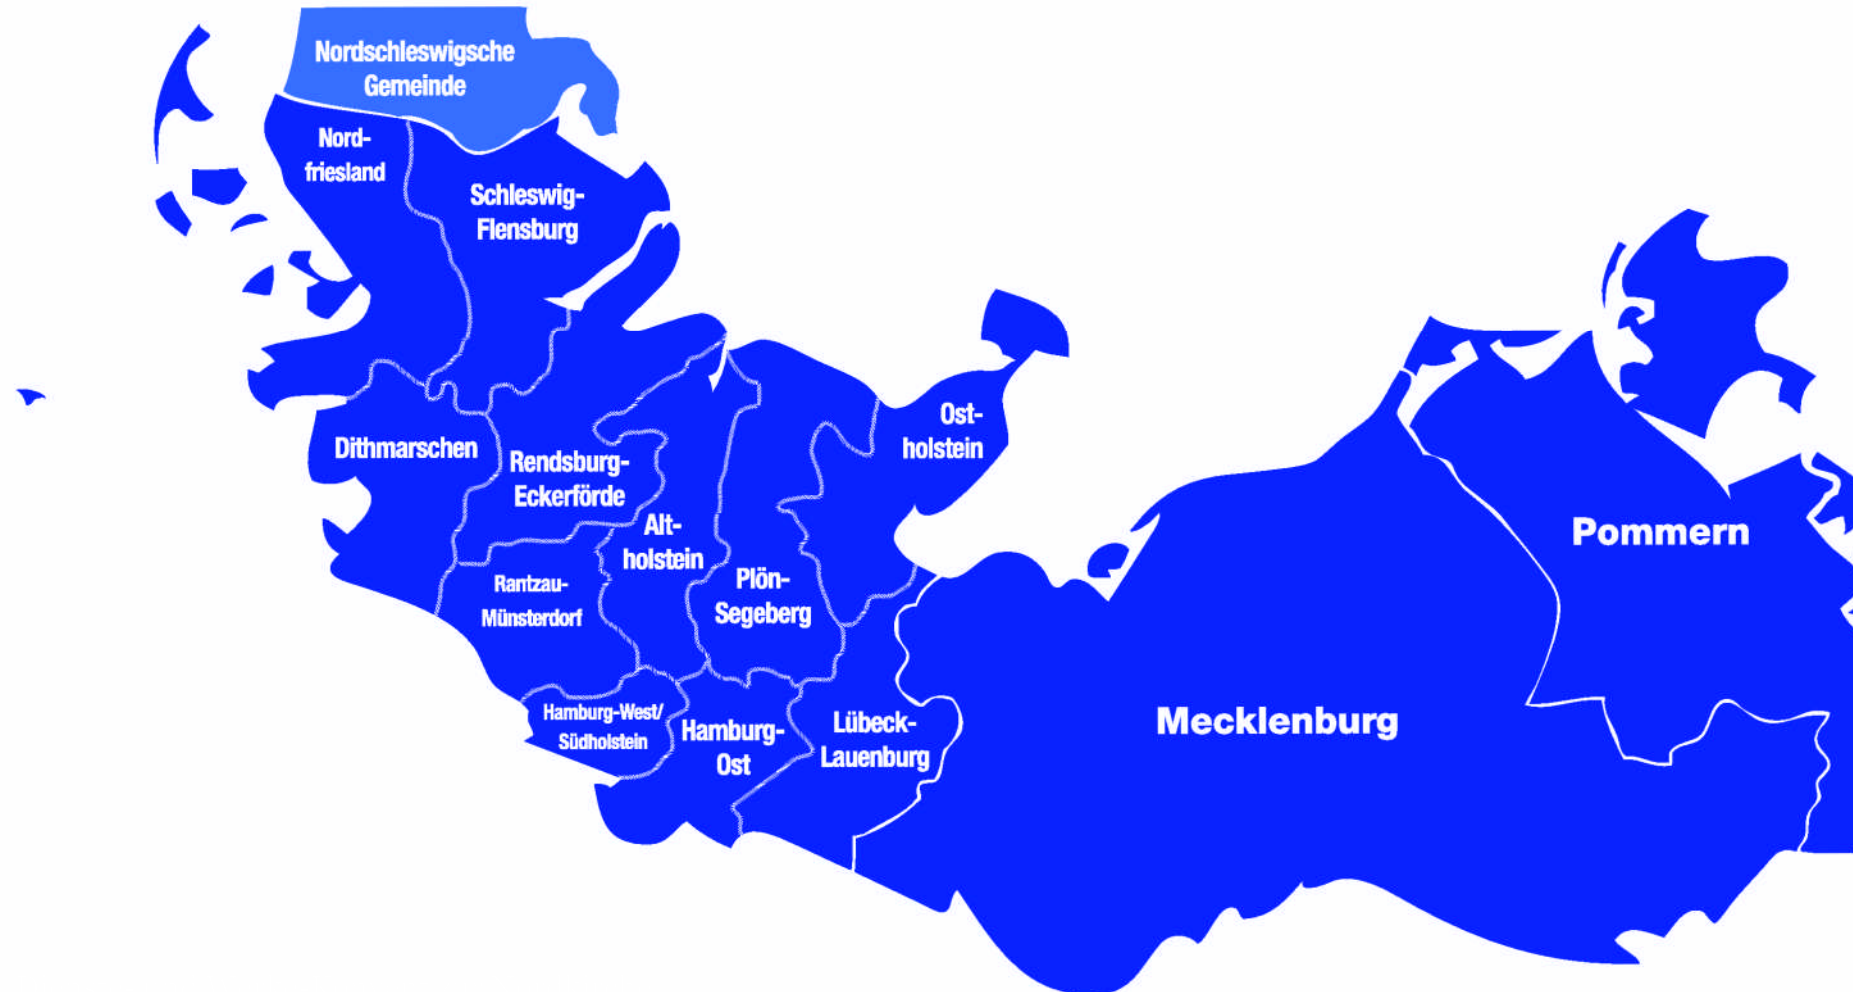 Nordschleswigsche
Gemeinde
Nord-
friesland
Schleswig-
Flensburg
Ost-
holstein
Dithmarschen
Rendsburg-
Eckerförde
Alt-
holstein
Pommern
Rantzau-
Münsterdorf
Plön-
Segeberg
Hamburg-West/
Südholstein
Hamburg-
Ost
Lübeck-
Lauenburg
Mecklenburg